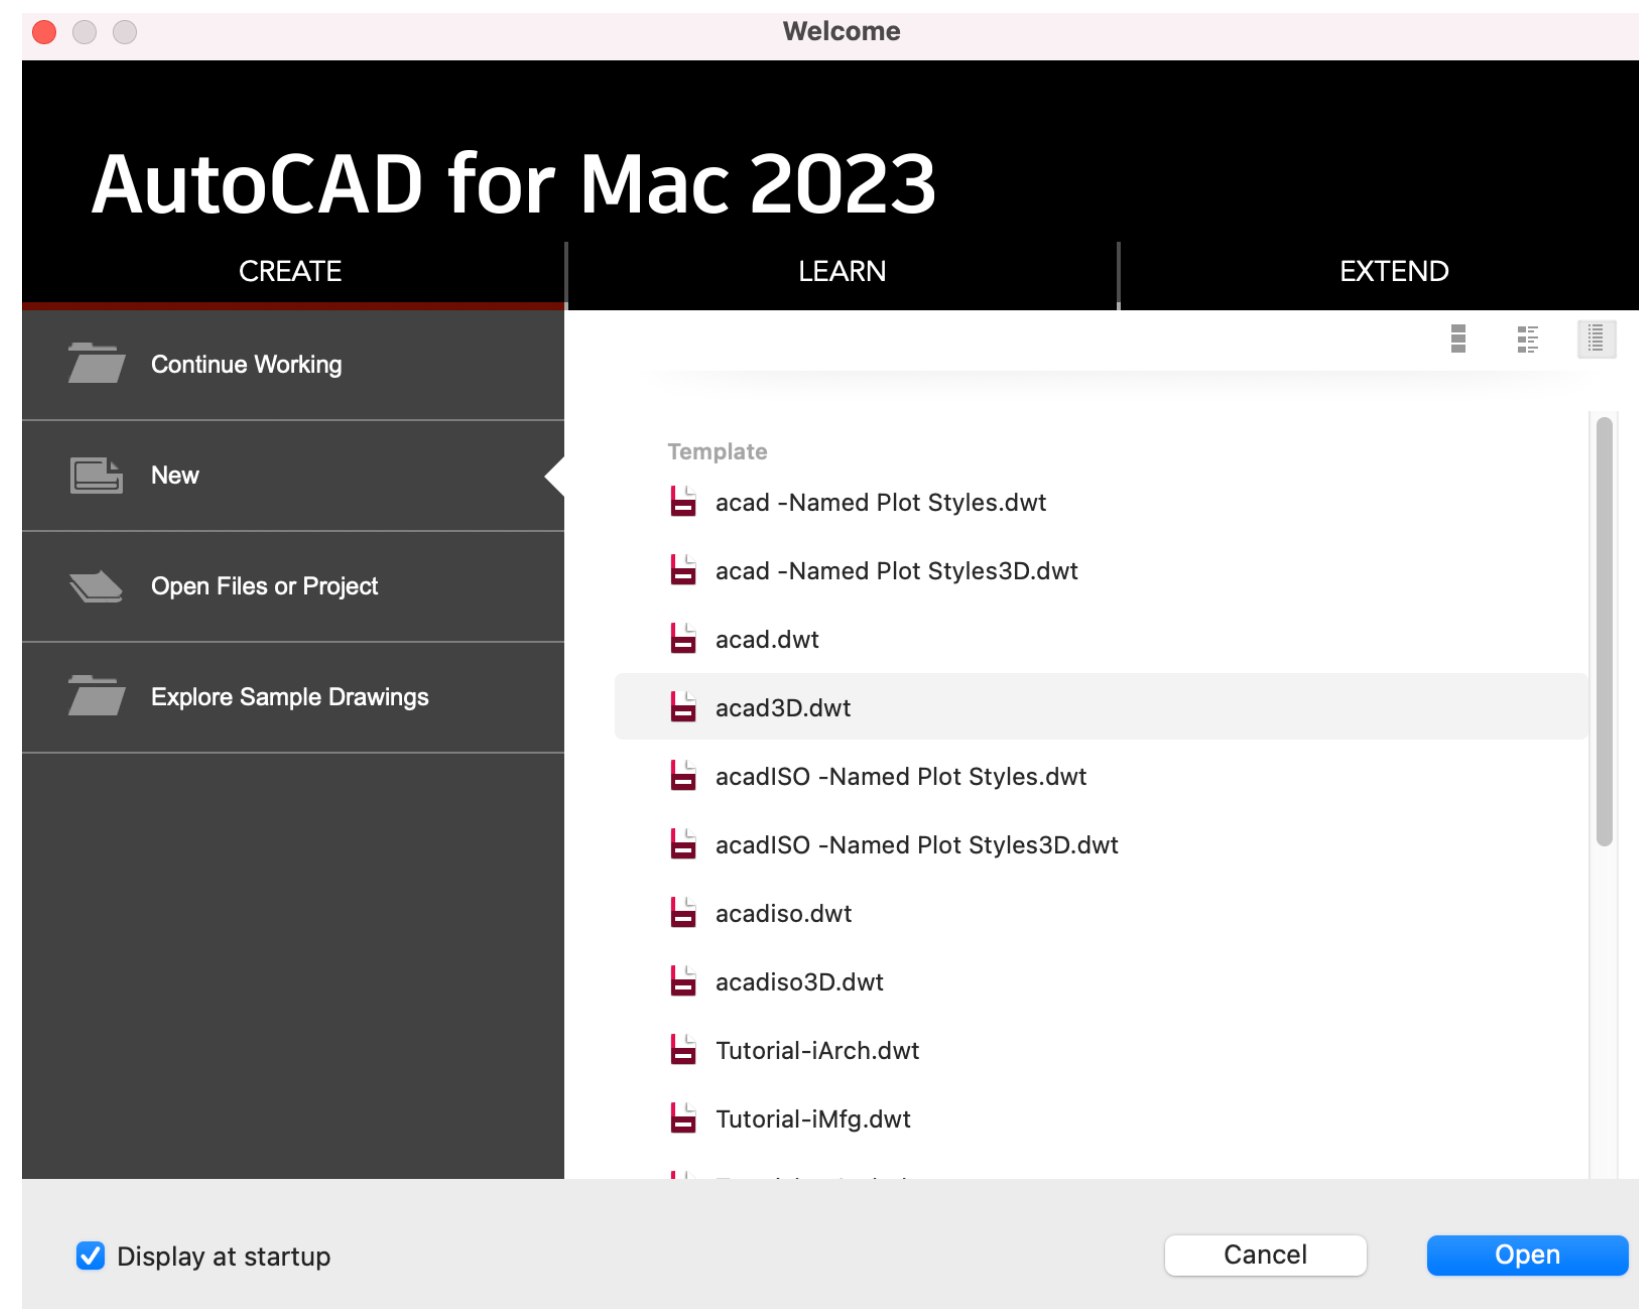 Welcome
AutoCAD for Mac 2023
CREATE
LEARN
EXTEND
Continue Working
New
Open Files or Project
Explore Sample Drawings
Template
acad -Named Plot Styles.dwt
acad -Named Plot Styles3D.dwt
acad.dwt
acad3D.dwt
acadISO -Named Plot Styles.dwt
acadISO -Named Plot Styles3D.dwt
acadiso.dwt
acadiso3D.dwt
Tutorial-iArch.dwt
Tutorial-iMfg.dwt
Display at startup
Cancel
Open